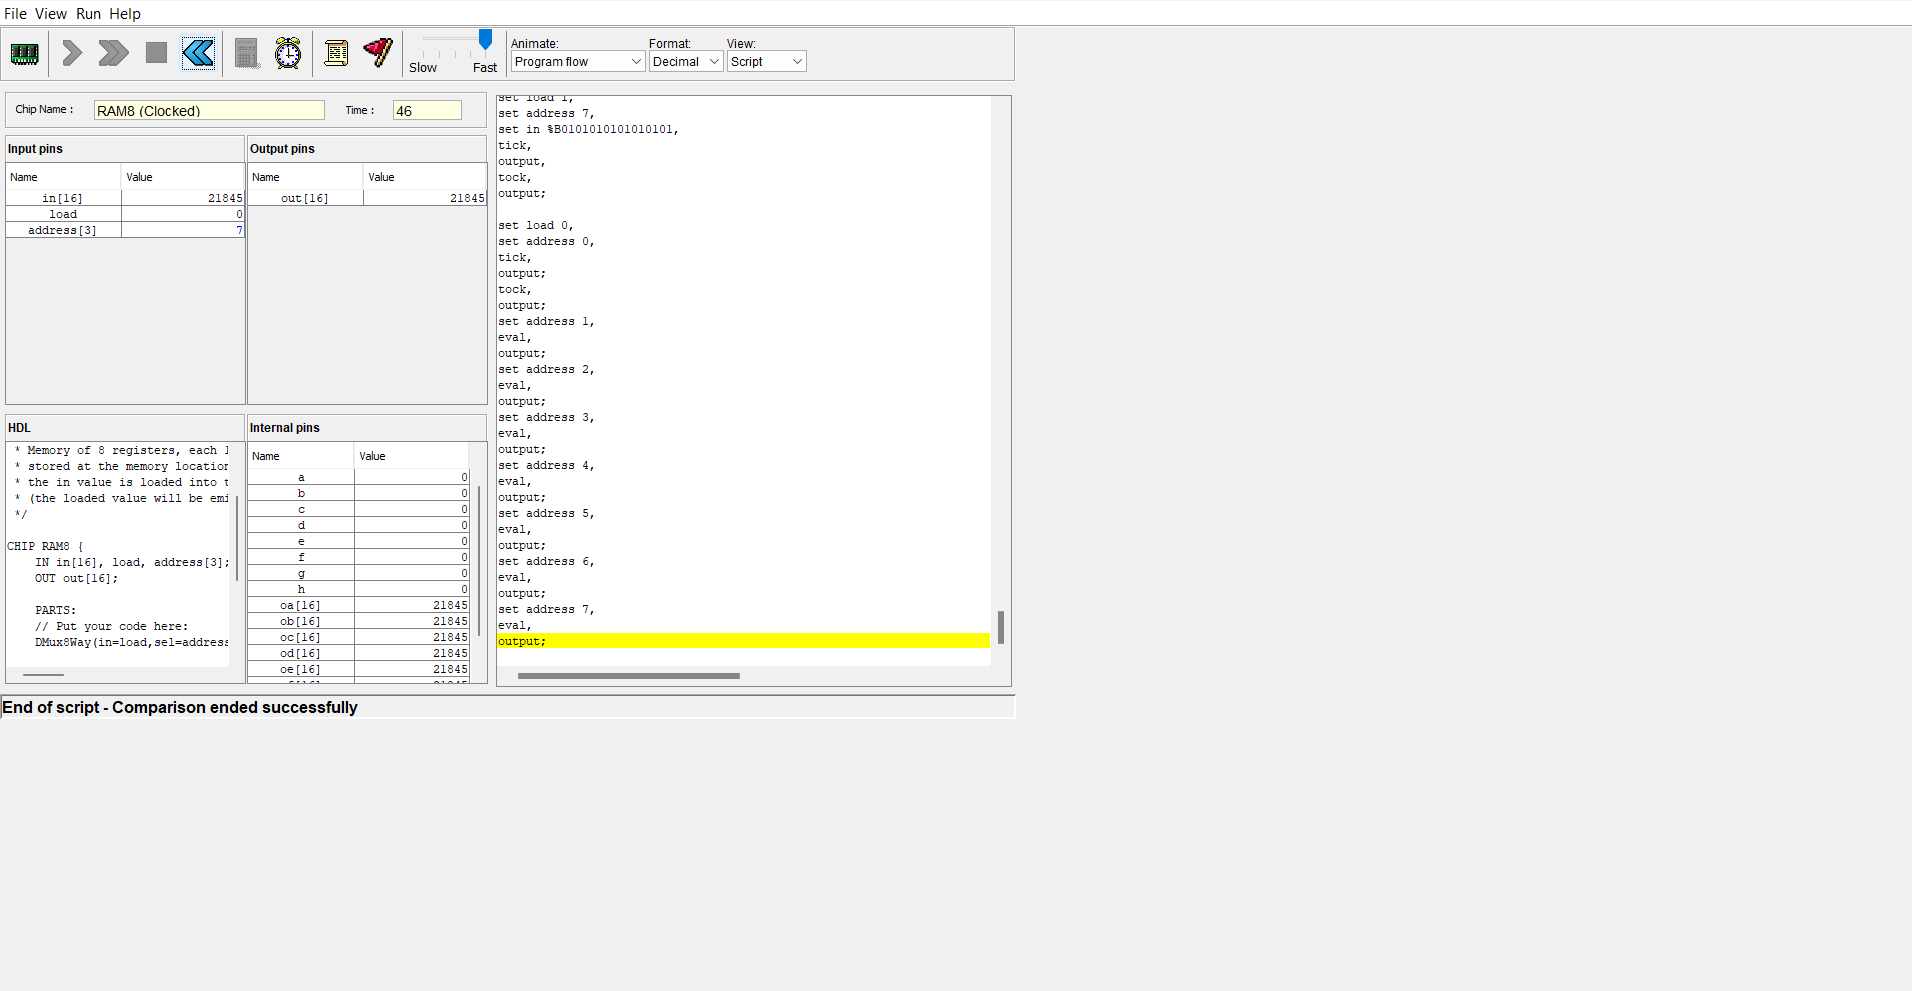 File View Run Help
Slow Fast
Animate: Format: View:
Program flow Decimal Script
Chip Name : RAM8 (Clocked) Time : 46
Input pins
Name Value
in[16] 21845
load 0
address[3] 7
Output pins
Name Value
out[16] 21845
HDL
* Memory of 8 registers, each
* stored at the memory location
* the in value is loaded into
* (the loaded value will be
*/
CHIP RAM8 {
IN in[16], load, address[3];
OUT out[16];
PARTS:
// Put your code here:
DMux8Way(in=load,sel=address
Internal pins
Name Value
a 0
b 0
c 0
d 0
e 0
f 0
g 0
h 0
oa[16] 21845
ob[16] 21845
oc[16] 21845
od[16] 21845
oe[16] 21845
set load 1,
set address 7,
set in %B0101010101010101,
tick,
output,
tock,
output;
set load 0,
set address 0,
tick,
output;
tock,
output;
set address 1,
eval,
output;
set address 2,
eval,
output;
set address 3,
eval,
output;
set address 4,
eval,
output;
set address 5,
eval,
output;
set address 6,
eval,
output;
set address 7,
eval,
output;
End of script - Comparison ended successfully